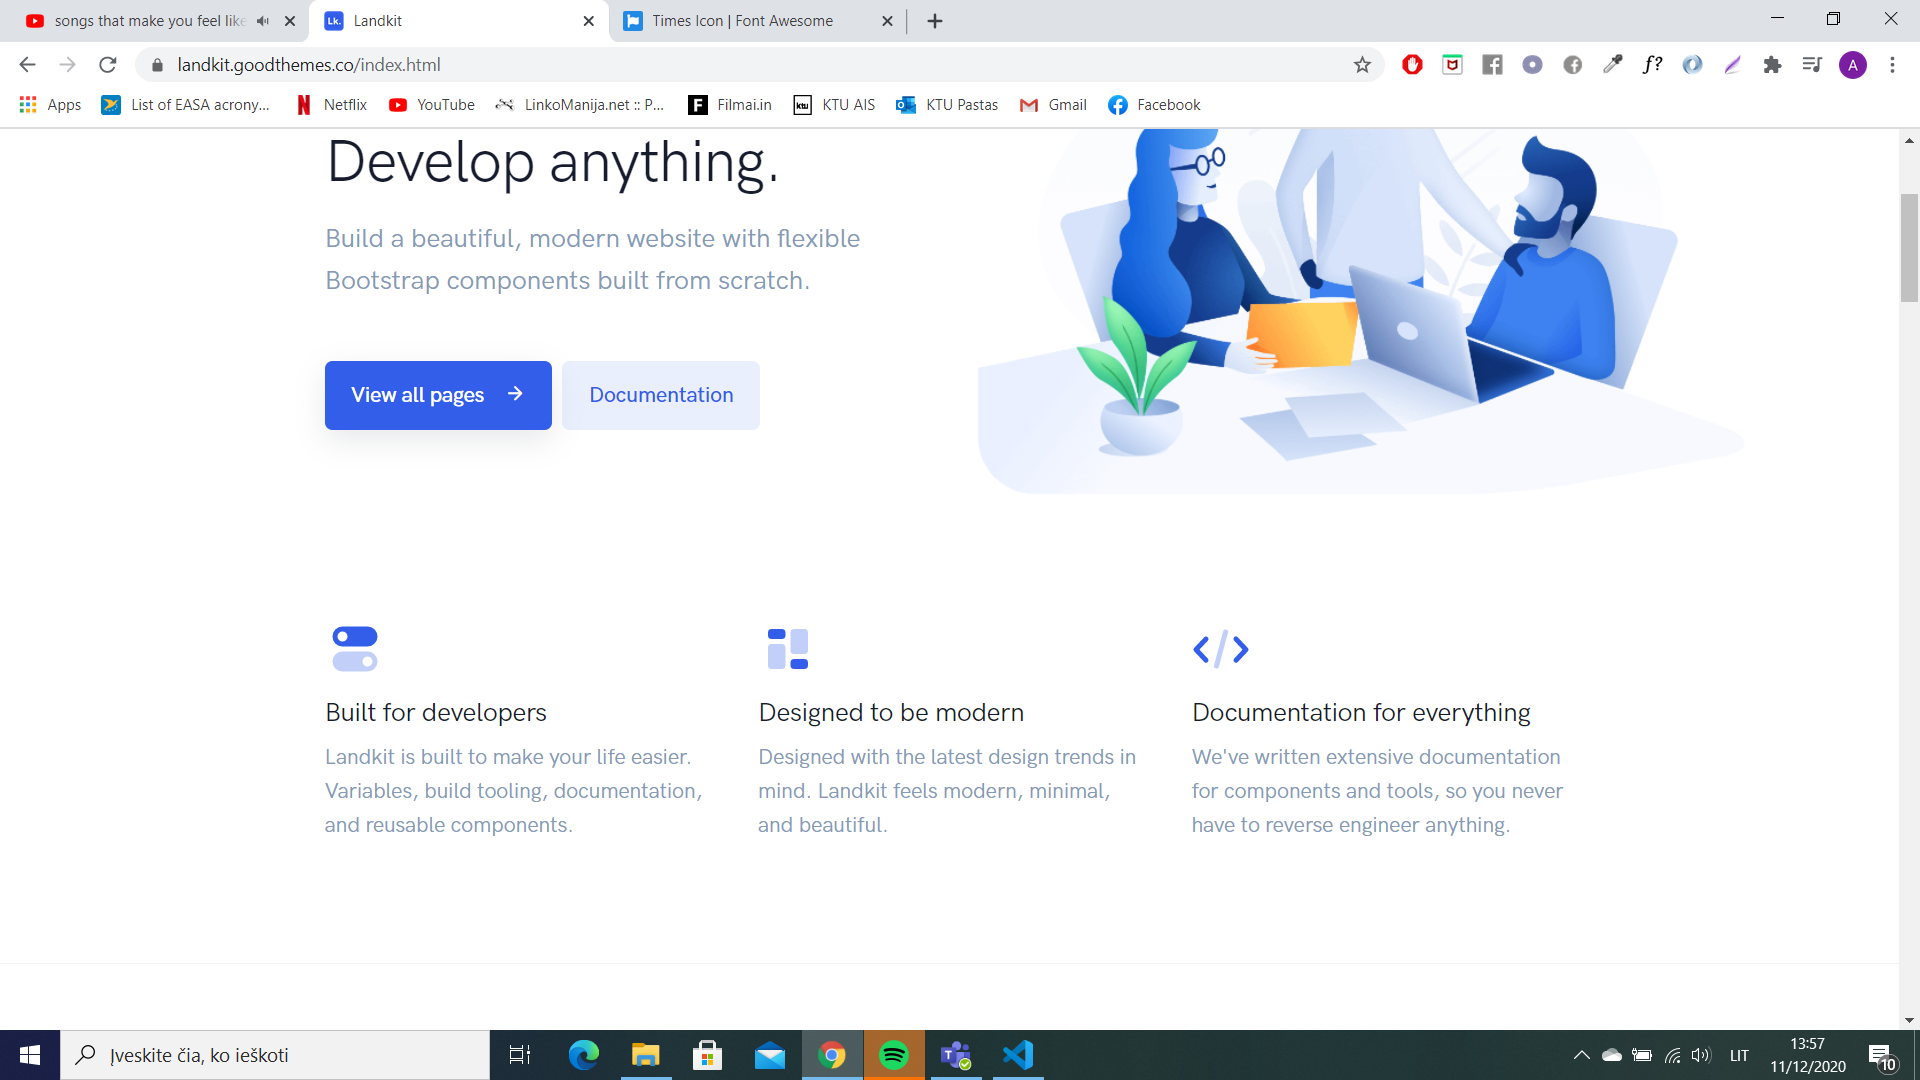 songs that make you feel like
Lk. Landkit
Times Icon | Font Awesome
landkit.goodthemes.co/index.html
f?
A
Apps
List of EASA acrony...
Netflix
YouTube
LinkoManija.net :: P...
F Filmai.in
ktu KTU AIS
KTU Pastas
Gmail
Facebook
Develop anything.
Build a beautiful, modern website with flexible
Bootstrap components built from scratch.
View all pages
Documentation
Built for developers
Landkit is built to make your life easier.
Variables, build tooling, documentation,
and reusable components.
Designed to be modern
Designed with the latest design trends in
mind. Landkit feels modern, minimal,
and beautiful.
Documentation for everything
We've written extensive documentation
for components and tools, so you never
have to reverse engineer anything.
Įveskite čia, ko ieškoti
LIT
13:57
11/12/2020
10